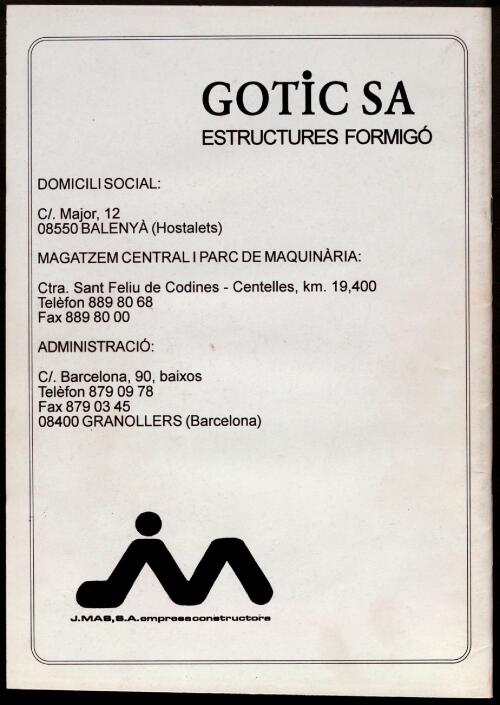 GOTiC SA
ESTRUCTURES FORMIGÓ
DOMICILI SOCIAL:
C/. Major, 12
08550 BALENYÀ (Hostalets)
MAGATZEM CENTRAL I PARC DE MAQUINÀRIA:
Ctra. Sant Feliu de Codines - Centelles, km. 19,400
Telèfon 889 80 68
Fax 889 80 00
ADMINISTRACIÓ:
C/. Barcelona, 90, baixos
Telèfon 879 09 78
Fax 879 03 45
08400 GRANOLLERS (Barcelona)
J.MAS, S.A. empresa constructora